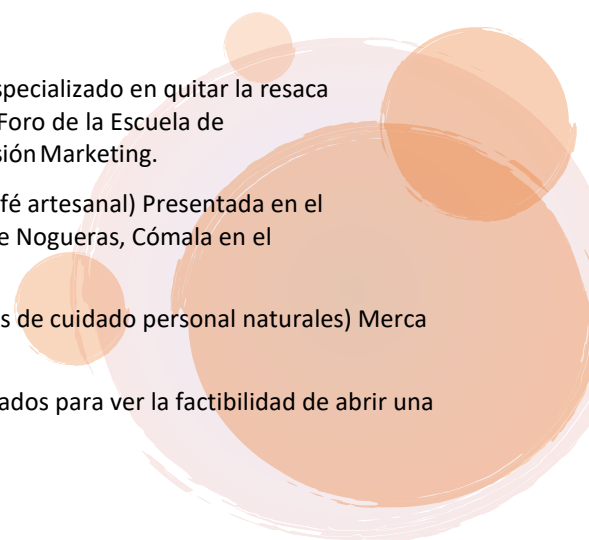 specializado en quitar la resaca
Foro de la Escuela de
sión Marketing.
fé artesanal) Presentada en el
e Nogueras, Cómala en el
s de cuidado personal naturales) Merca
ados para ver la factibilidad de abrir una